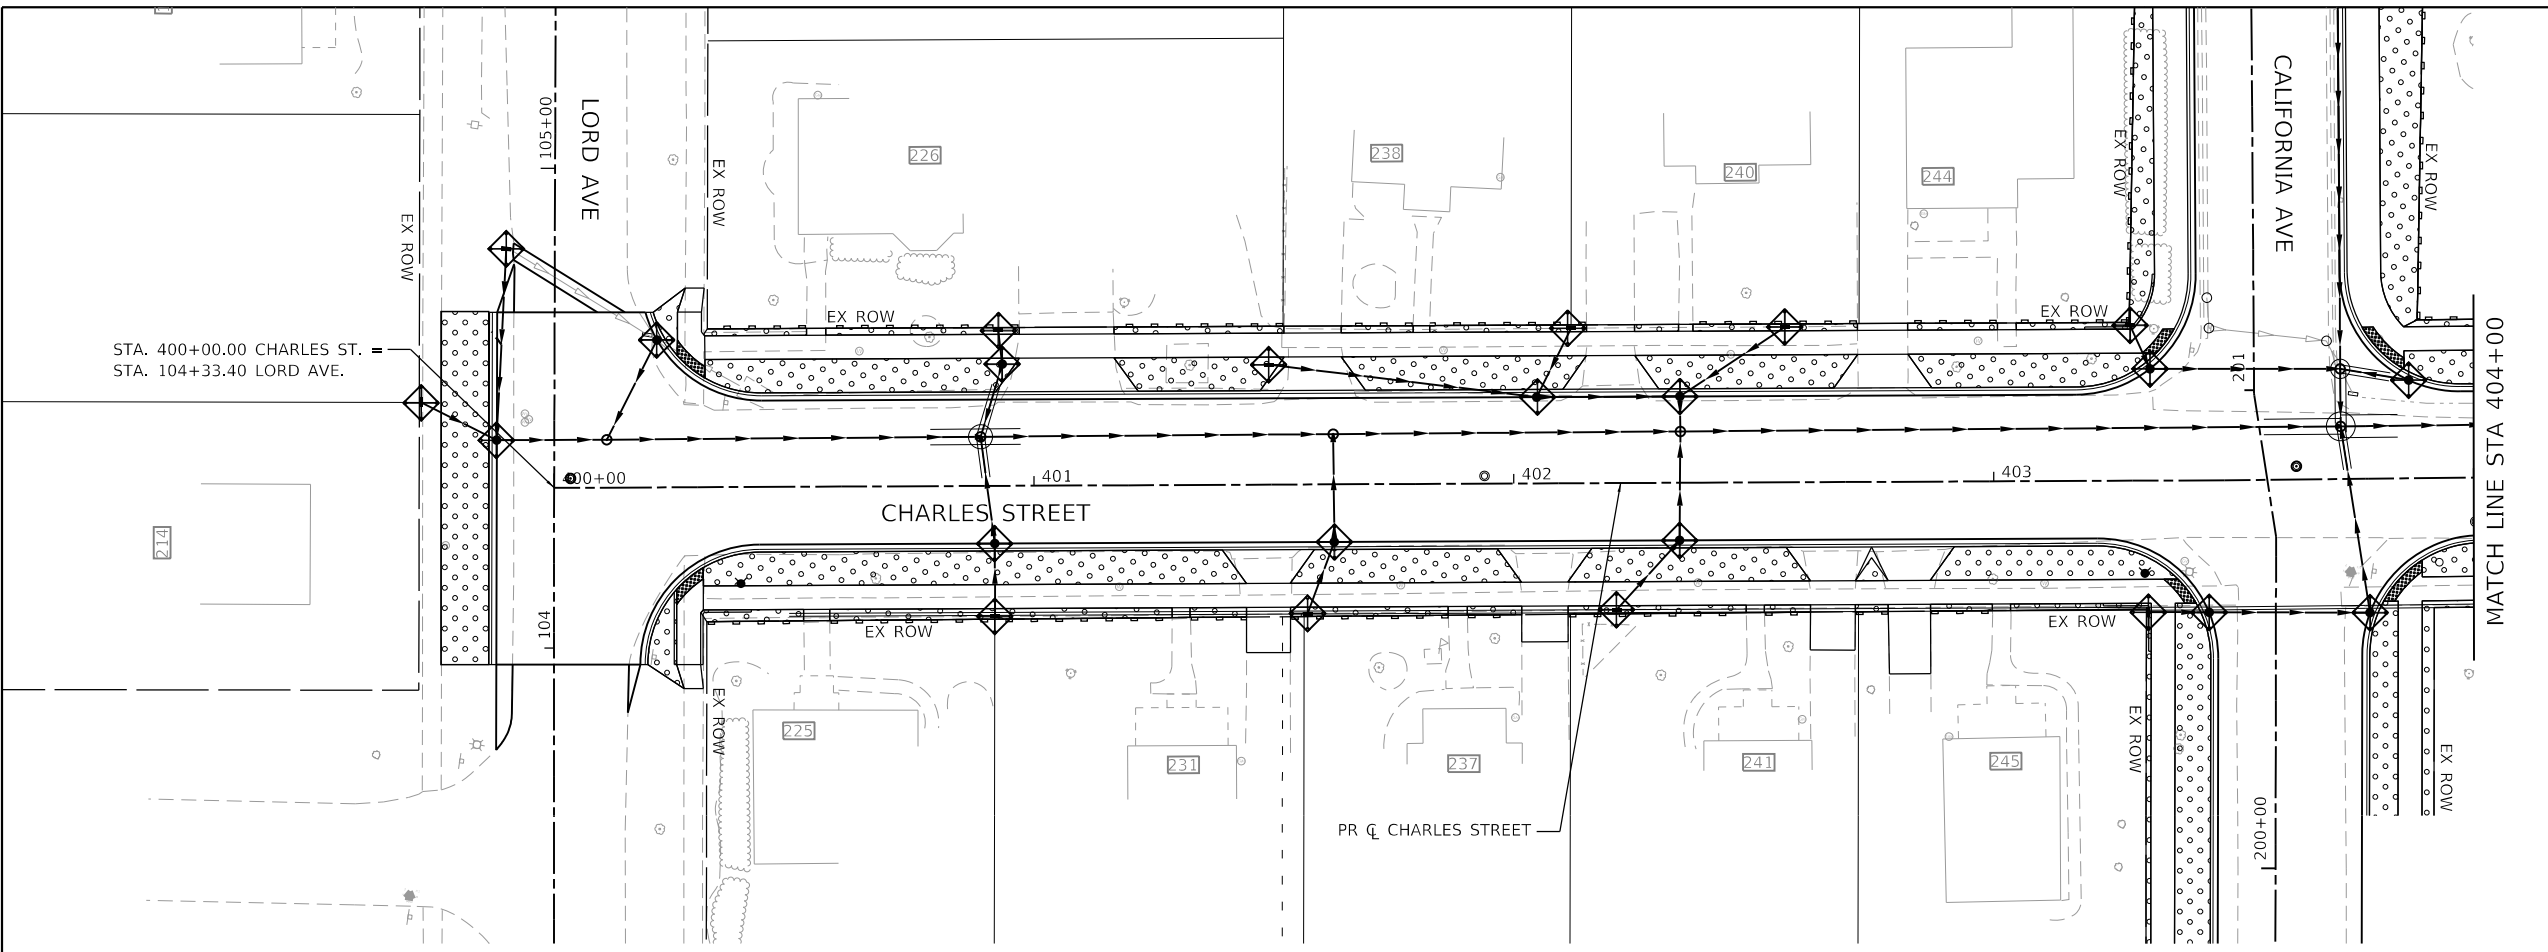 105+00
LORD AVE
EX ROW
EX ROW
226
238
240
244
EX ROW
CALIFORNIA AVE
EX ROW
EX ROW
EX ROW
STA. 400+00.00 CHARLES ST. =
STA. 104+33.40 LORD AVE.
201
MATCH LINE STA 404+00
400+00
401
402
403
CHARLES STREET
214
104
EX ROW
EX ROW
EX ROW
225
231
237
241
245
EX ROW
EX ROW
PR ℄ CHARLES STREET
200+00